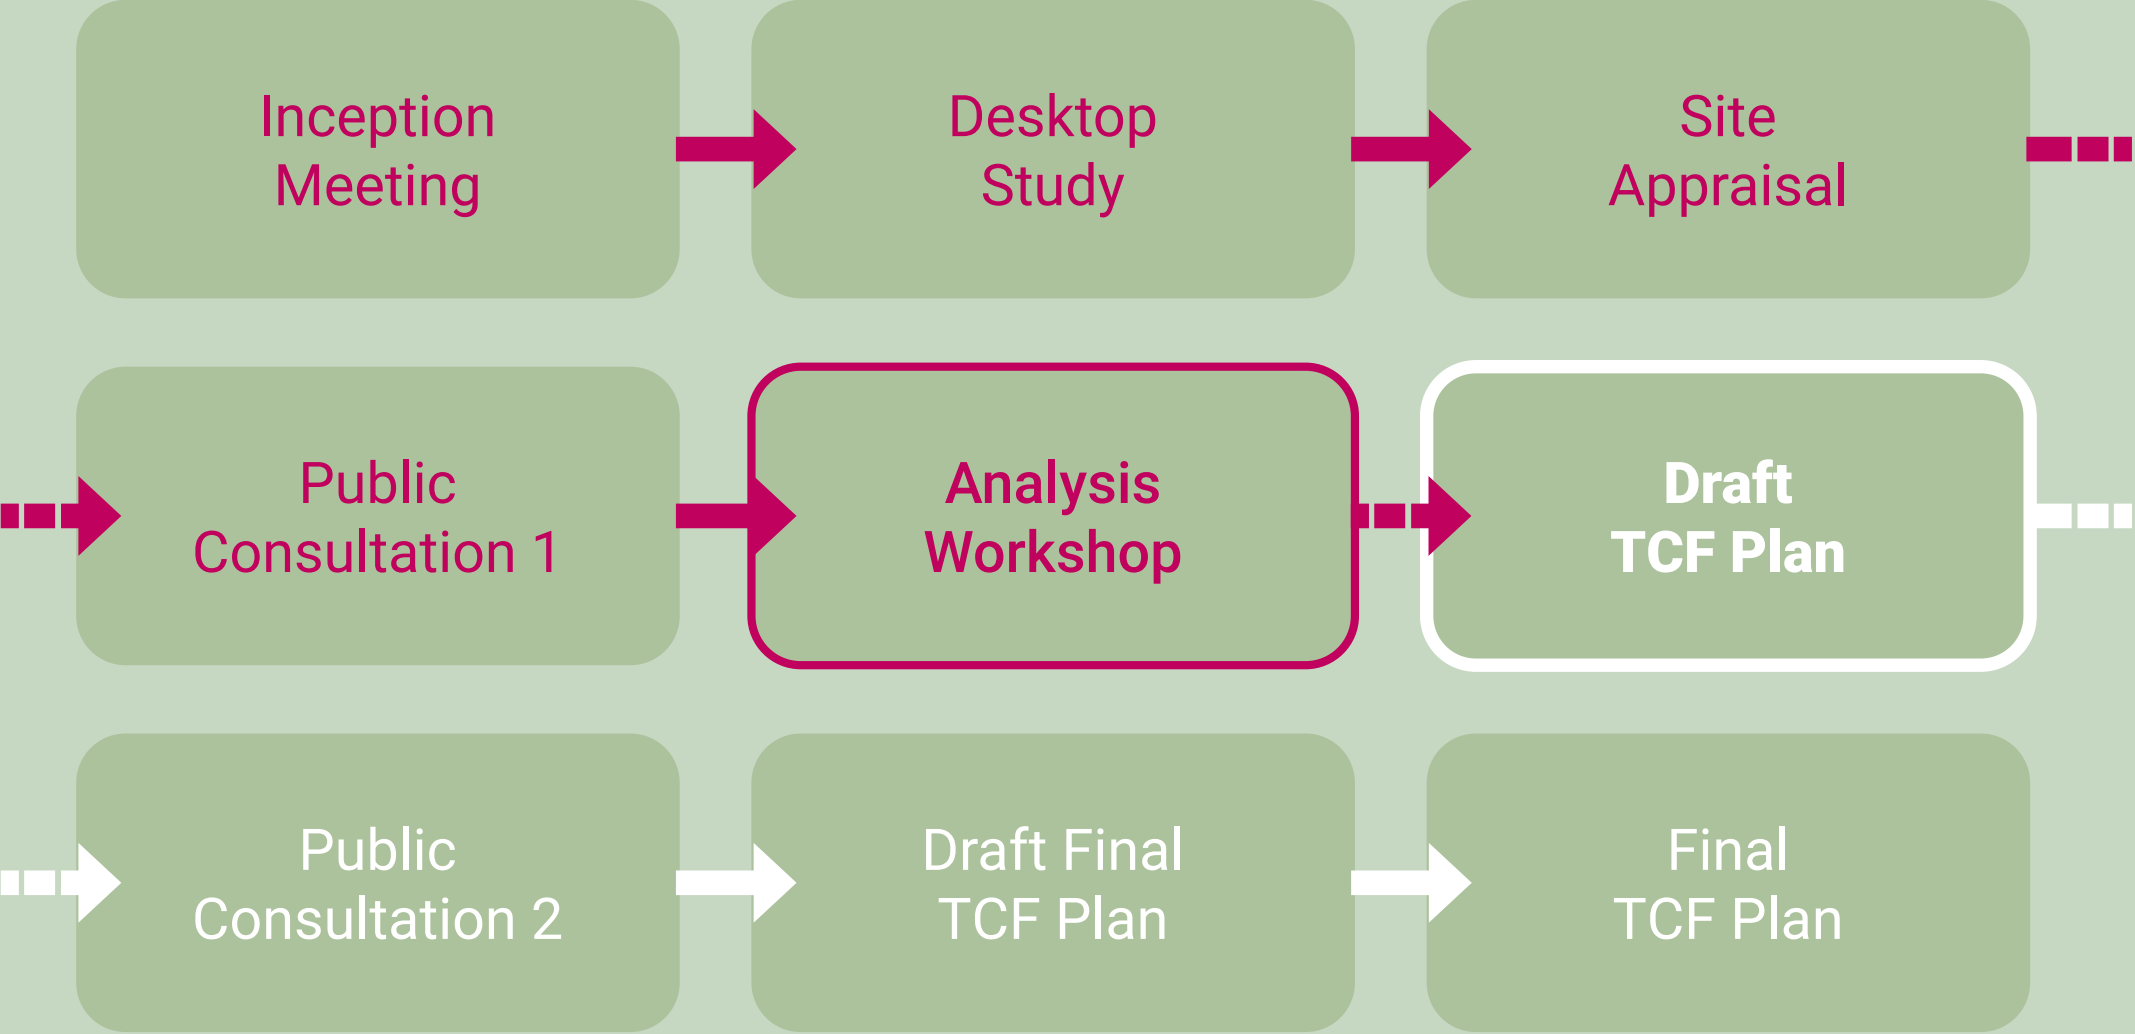 Inception
Meeting
Desktop
Study
Site
Appraisal
Public
Consultation 1
Analysis
Workshop
Draft
TCF Plan
Public
Consultation 2
Draft Final
TCF Plan
Final
TCF Plan